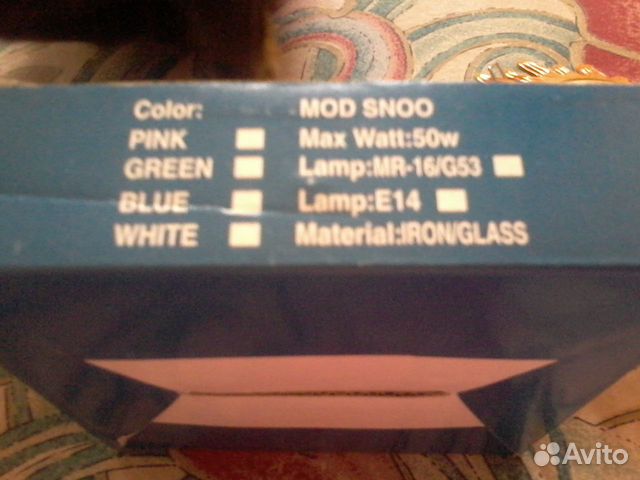 Color:
PINK
GREEN
BLUE
WHITE
MOD SNOO
Max Watt:50w
Lamp:MR-16/G53
Lamp:E14
Material:IRON/GLASS
Avito